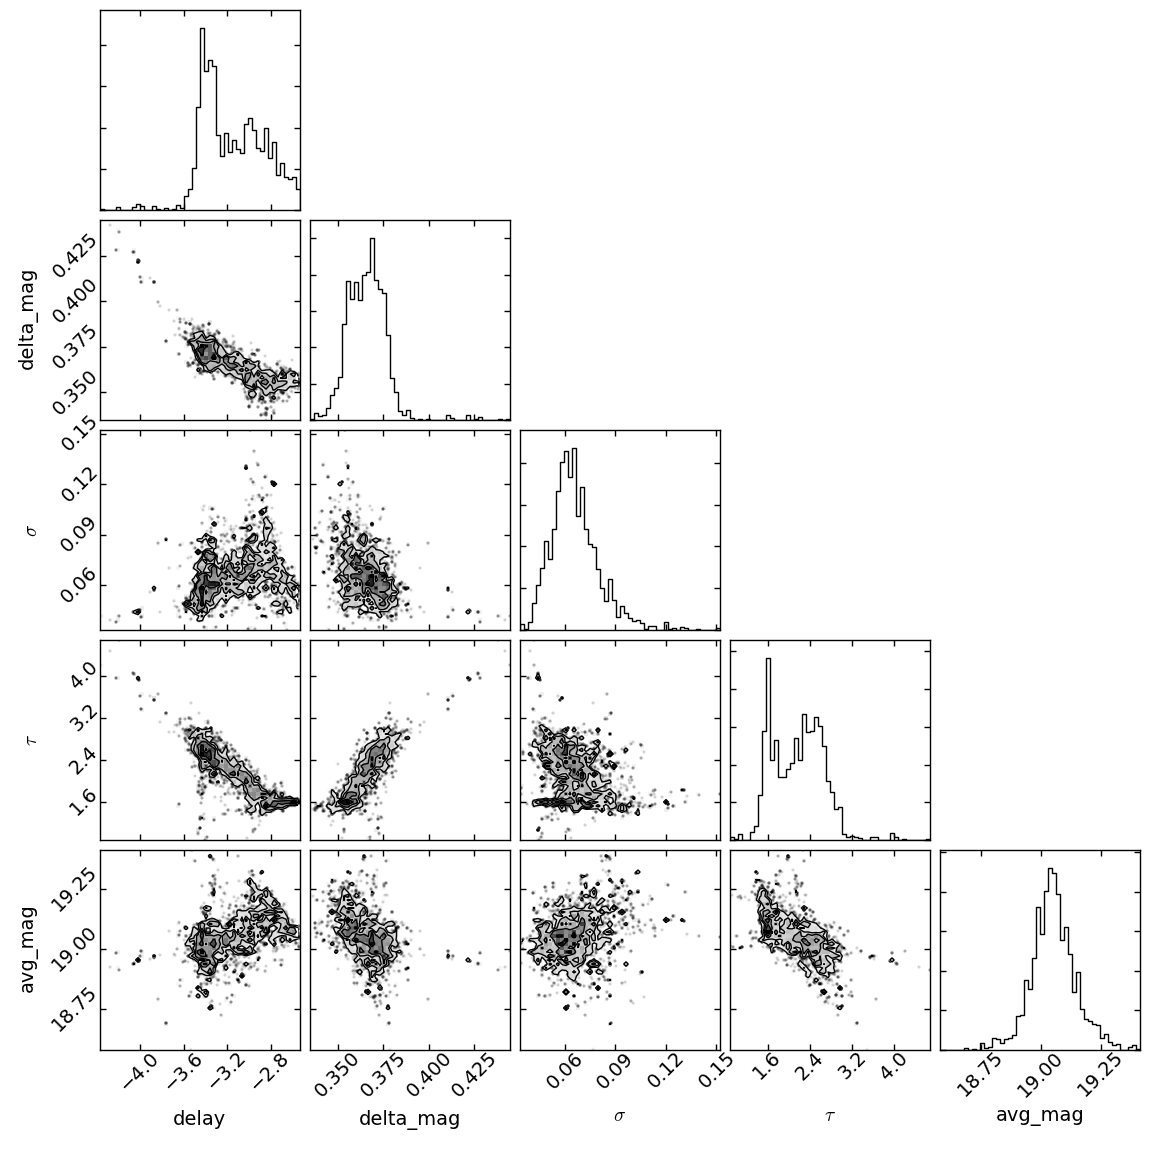 delta_mag
0.425
0.400
0.375
0.350
σ
0.15
0.12
0.09
0.06
τ
4.0
3.2
2.4
1.6
avg_mag
19.25
19.00
18.75
−4.0 −3.6 −3.2 −2.8
0.350 0.375 0.400 0.425
0.06 0.09 0.12 0.15
1.6 2.4 3.2 4.0
18.75 19.00 19.25
delay delta_mag σ τ avg_mag